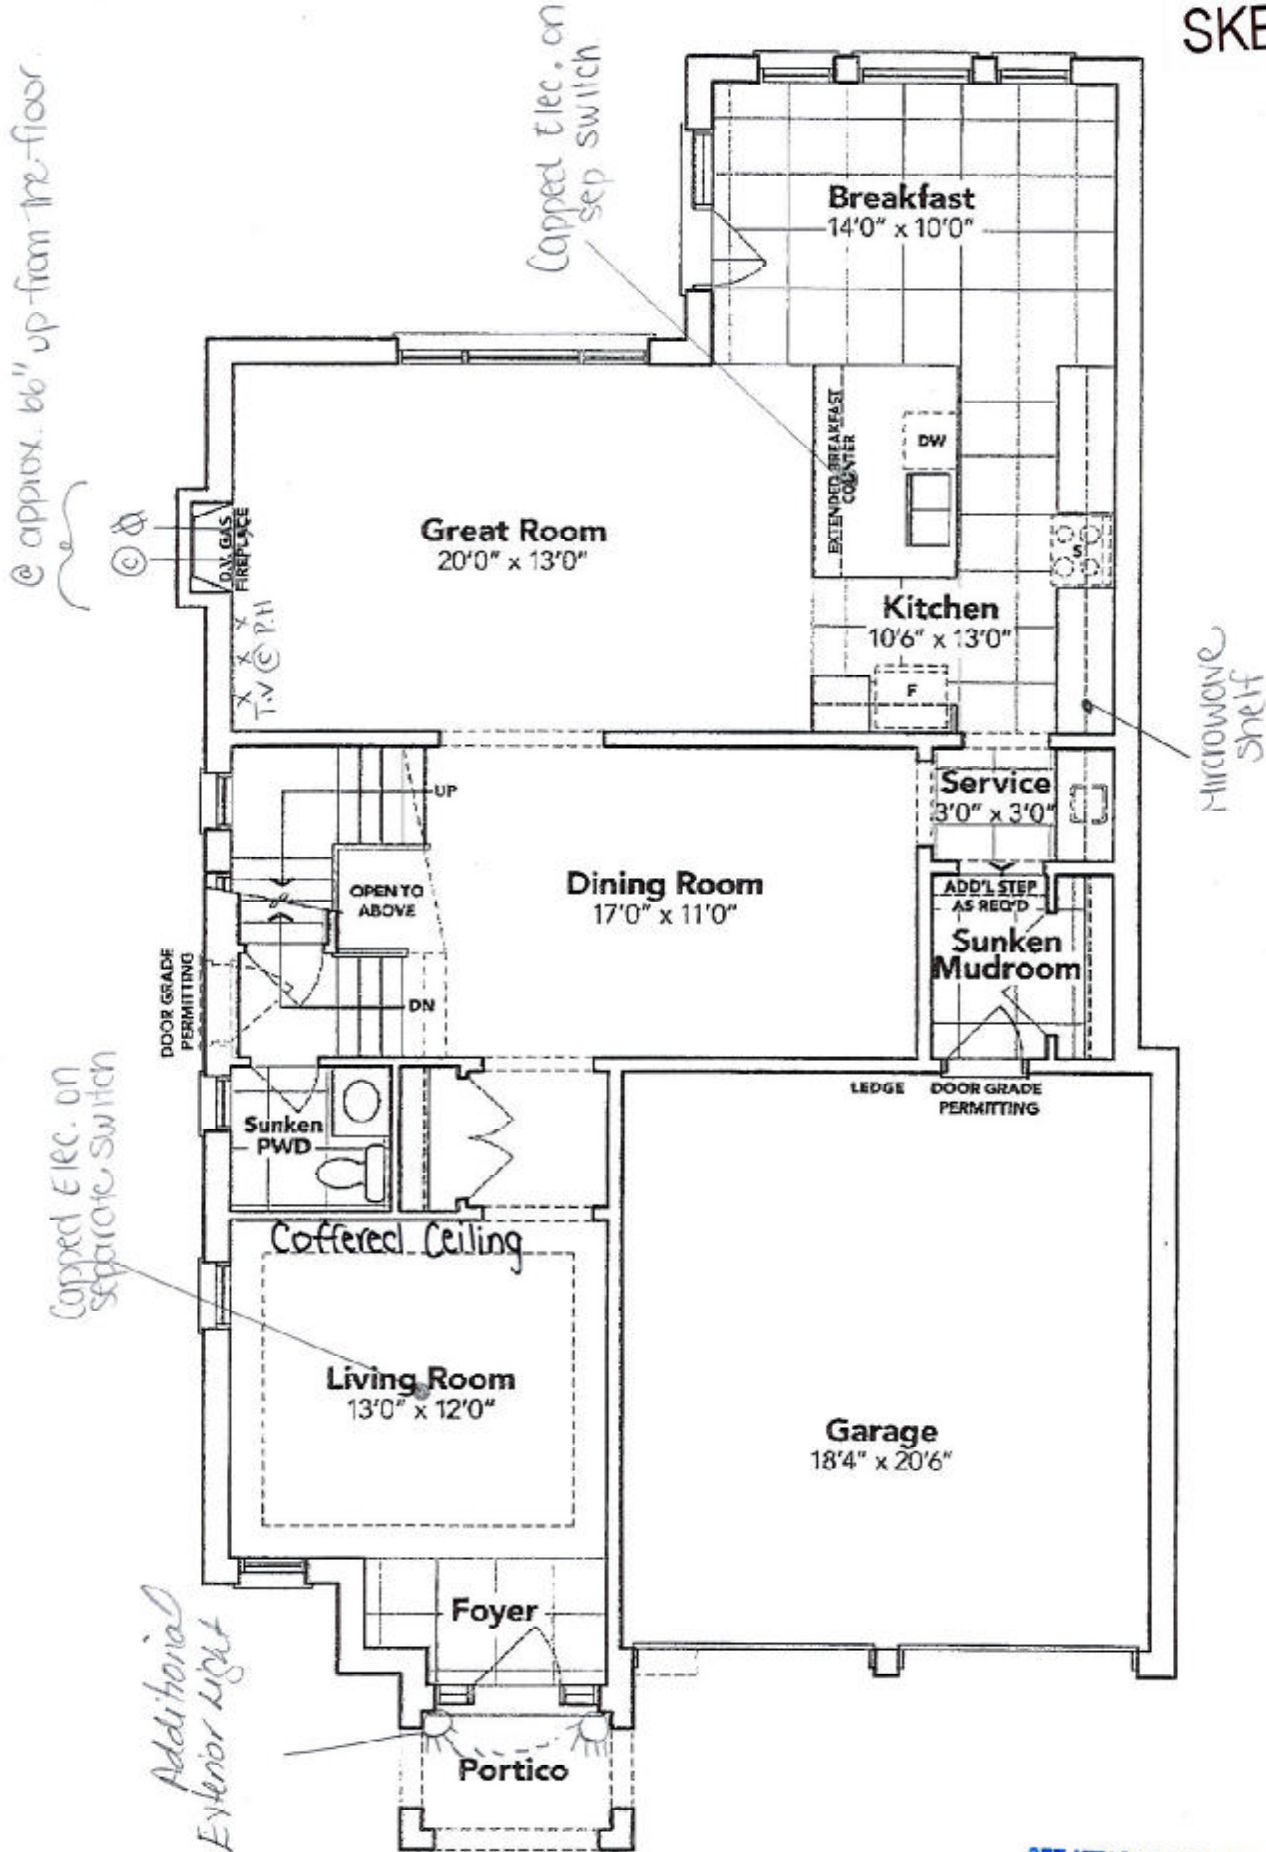 SKE
@ approx. 66" up from the floor.
Capped Elec. on
sep switch
Breakfast
14'0" x 10'0"
EXTENDED BREAKFAST
COUNTER
DW
Great Room
20'0" x 13'0"
D.V. GAS
FIREPLACE
C
S
Kitchen
10'6" x 13'0"
X X X
T.V C P.H
F
Mircrowave
Shelf
UP
Service
3'0" x 3'0"
OPEN TO
ABOVE
Dining Room
17'0" x 11'0"
ADD'L STEP
AS REQ'D
Sunken
Mudroom
DOOR GRADE
PERMITTING
DN
LEDGE
DOOR GRADE
PERMITTING
Capped Elec. on
separate switch
Sunken
PWD
Coffered Ceiling
Living Room
13'0" x 12'0"
Garage
18'4" x 20'6"
Foyer
Additional
Exterior Light
Portico